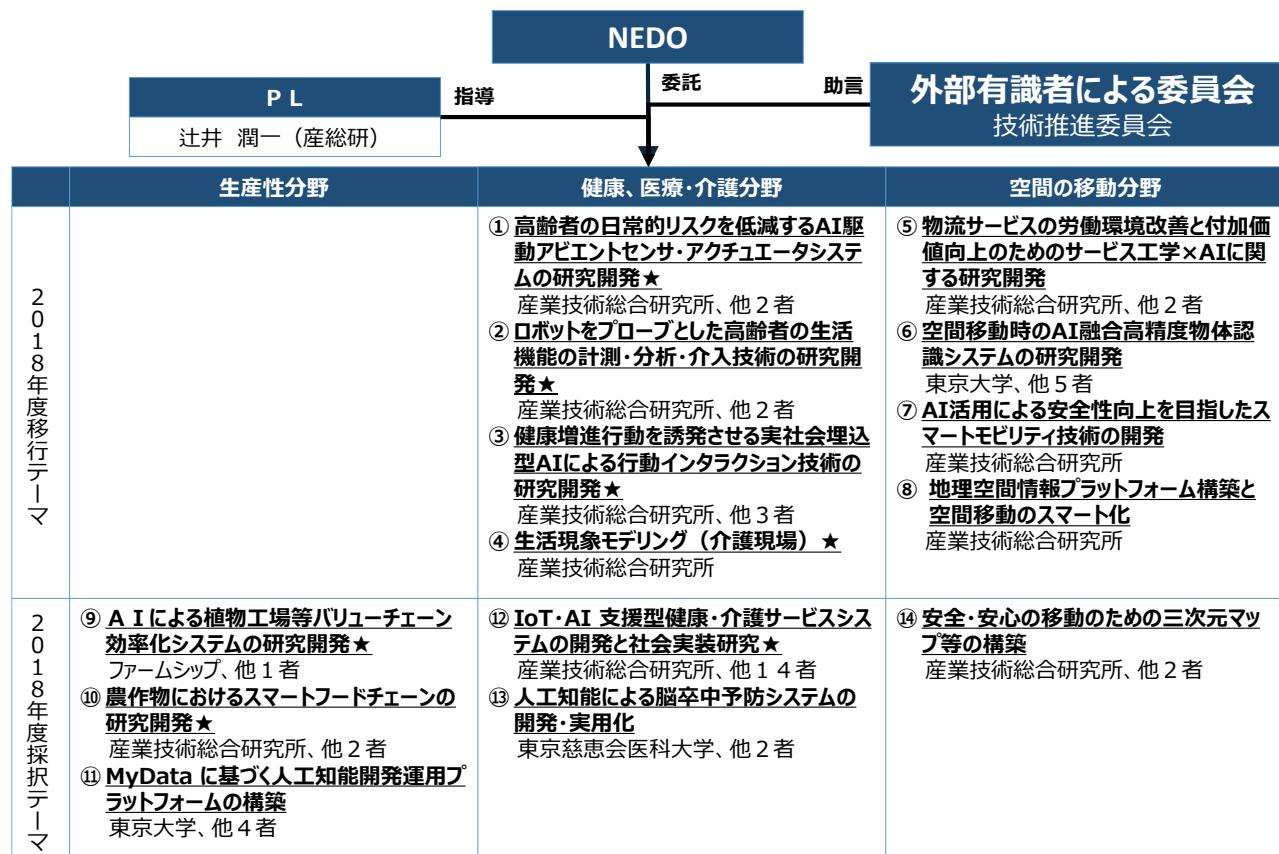 NEDO
委託
助言
指導
ＰＬ
辻井 潤一（産総研）
外部有識者による委員会
技術推進委員会
生産性分野
健康、医療・介護分野
空間の移動分野
２０１８年度移行テーマ
① 高齢者の日常的リスクを低減するAI駆
動アビエントセンサ・アクチュエータシステ
ムの研究開発★
産業技術総合研究所、他２者
② ロボットをプローブとした高齢者の生活
機能の計測・分析・介入技術の研究開
発★
産業技術総合研究所、他２者
③ 健康増進行動を誘発させる実社会埋込
型AIによる行動インタラクション技術の
研究開発★
産業技術総合研究所、他３者
④ 生活現象モデリング（介護現場）★
産業技術総合研究所
⑤ 物流サービスの労働環境改善と付加価
値向上のためのサービス工学×AIに関
する研究開発
産業技術総合研究所、他２者
⑥ 空間移動時のAI融合高精度物体認
識システムの研究開発
東京大学、他５者
⑦ AI活用による安全性向上を目指したス
マートモビリティ技術の開発
産業技術総合研究所
⑧ 地理空間情報プラットフォーム構築と
空間移動のスマート化
産業技術総合研究所
２０１８年度採択テーマ
⑨ ＡＩによる植物工場等バリューチェーン
効率化システムの研究開発★
ファームシップ、他１者
⑩ 農作物におけるスマートフードチェーンの
研究開発★
産業技術総合研究所、他２者
⑪ MyData に基づく人工知能開発運用プ
ラットフォームの構築
東京大学、他４者
⑫ IoT・AI 支援型健康・介護サービスシス
テムの開発と社会実装研究★
産業技術総合研究所、他１４者
⑬ 人工知能による脳卒中予防システムの
開発・実用化
東京慈恵会医科大学、他２者
⑭ 安全・安心の移動のための三次元マッ
プ等の構築
産業技術総合研究所、他２者